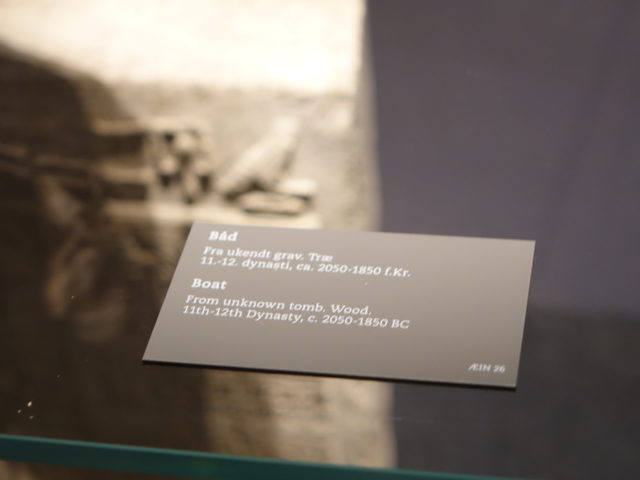 Båd
Fra ukendt grav. Træ
11.-12. dynasti, ca. 2050-1850 f.Kr.
Boat
From unknown tomb. Wood.
11th-12th Dynasty, c. 2050-1850 BC
ÆIN 26